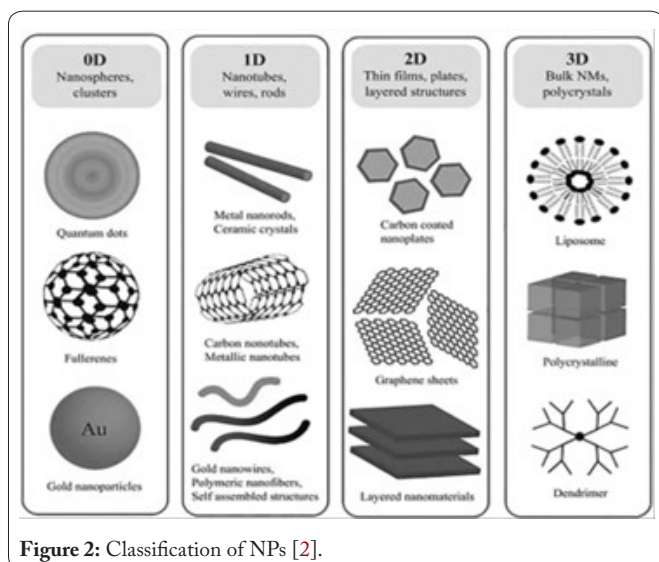 0D
Nanospheres,
clusters
Quantum dots
Fullerenes
Au
Gold nanoparticles
1D
Nanotubes,
wires, rods
Metal nanorods,
Ceramic crystals
Carbon nonotubes,
Metallic nanotubes
Gold nanowires,
Polymeric nanofibers,
Self assembled structures
2D
Thin films, plates,
layered structures
Carbon coated
nanoplates
Graphene sheets
Layered nanomaterials
3D
Bulk NMs,
polycrystals
Liposome
Polycrystalline
Dendrimer
Figure 2: Classification of NPs [2].